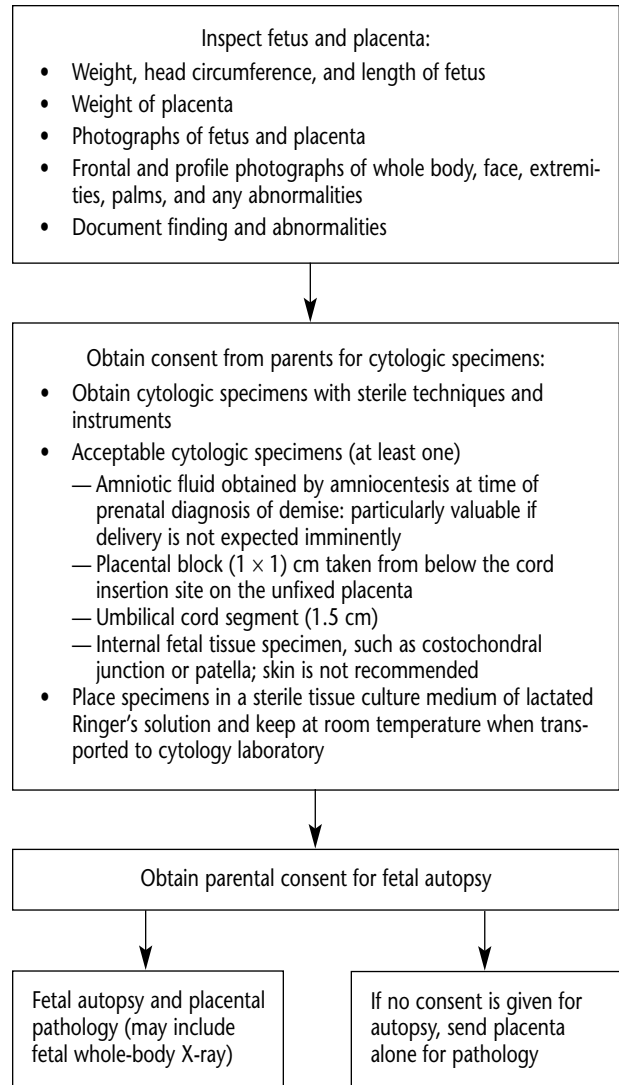 Inspect fetus and placenta:
• Weight, head circumference, and length of fetus
• Weight of placenta
• Photographs of fetus and placenta
• Frontal and profile photographs of whole body, face, extremi-
ties, palms, and any abnormalities
• Document finding and abnormalities
Obtain consent from parents for cytologic specimens:
• Obtain cytologic specimens with sterile techniques and
instruments
• Acceptable cytologic specimens (at least one)
— Amniotic fluid obtained by amniocentesis at time of
prenatal diagnosis of demise: particularly valuable if
delivery is not expected imminently
— Placental block (1 × 1) cm taken from below the cord
insertion site on the unfixed placenta
— Umbilical cord segment (1.5 cm)
— Internal fetal tissue specimen, such as costochondral
junction or patella; skin is not recommended
• Place specimens in a sterile tissue culture medium of lactated
Ringer's solution and keep at room temperature when trans-
ported to cytology laboratory
Obtain parental consent for fetal autopsy
Fetal autopsy and placental
pathology (may include
fetal whole-body X-ray)
If no consent is given for
autopsy, send placenta
alone for pathology